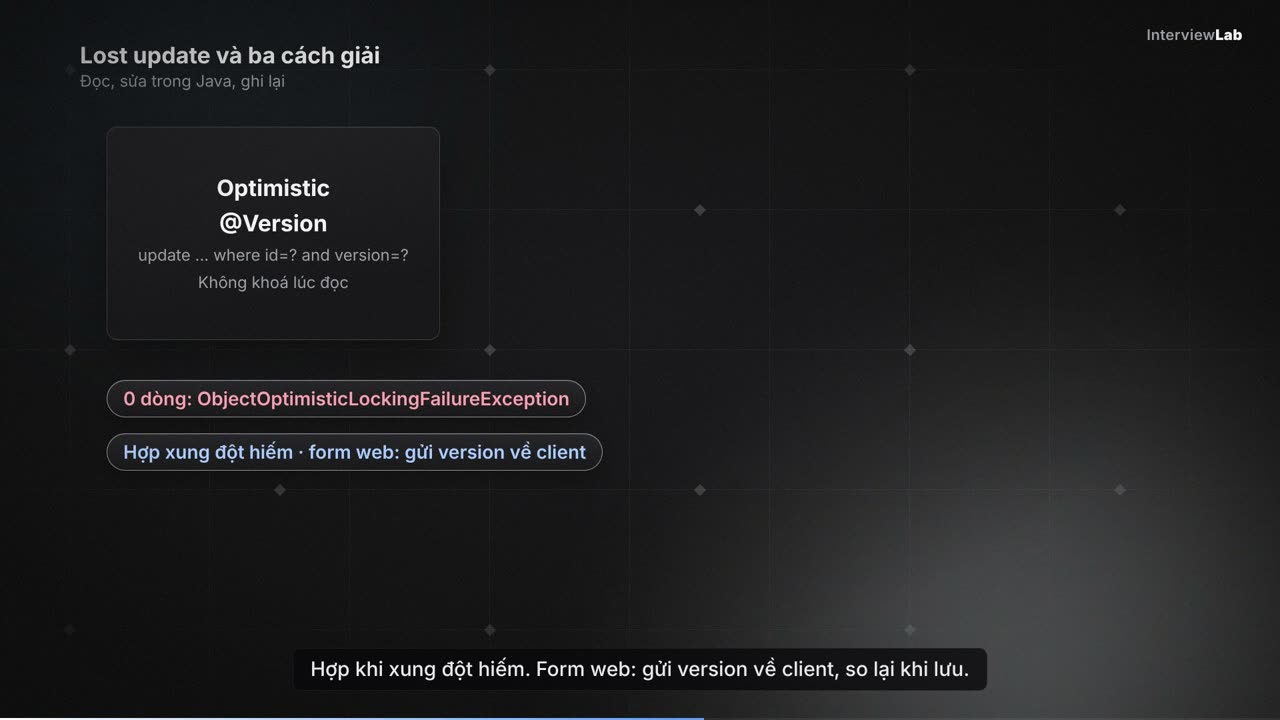 Lost update và ba cách giải
InterviewLab
Đọc, sửa trong Java, ghi lại
Optimistic
@Version
update ... where id=? and version=?
Không khoá lúc đọc
0 dòng: ObjectOptimisticLockingFailureException
Hợp xung đột hiếm · form web: gửi version về client
Hợp khi xung đột hiếm. Form web: gửi version về client, so lại khi lưu.